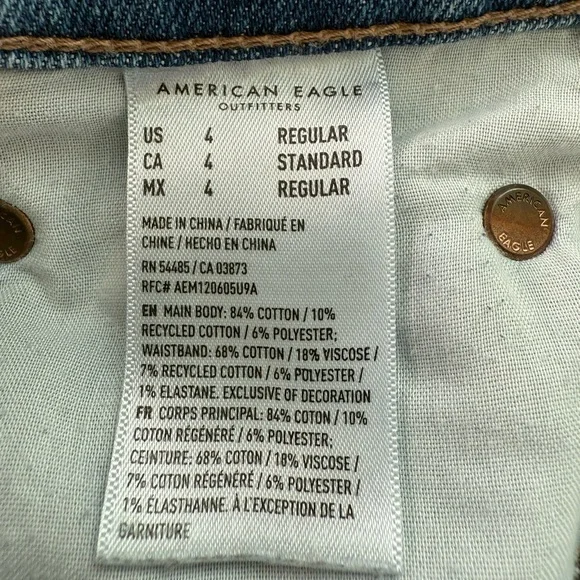 AMERICAN EAGLE
OUTFITTERS
US 4 REGULAR
CA 4 STANDARD
MX 4 REGULAR
MADE IN CHINA / FABRIQUÉ EN
CHINE / HECHO EN CHINA
RN 54485 / CA 03873
RFC# AEM120605U9A
EN MAIN BODY: 84% COTTON / 10%
RECYCLED COTTON / 6% POLYESTER;
WAISTBAND: 68% COTTON / 18% VISCOSE /
7% RECYCLED COTTON / 6% POLYESTER /
1% ELASTANE. EXCLUSIVE OF DECORATION
FR CORPS PRINCIPAL: 84% COTON / 10%
COTON RÉGÉNÉRÉ / 6% POLYESTER;
CEINTURE: 68% COTON / 18% VISCOSE /
7% COTON RÉGÉNÉRÉ / 6% POLYESTER /
1% ÉLASTHANNE. À L'EXCEPTION DE LA
GARNITURE
AMERICAN
EAGLE
EAGLE